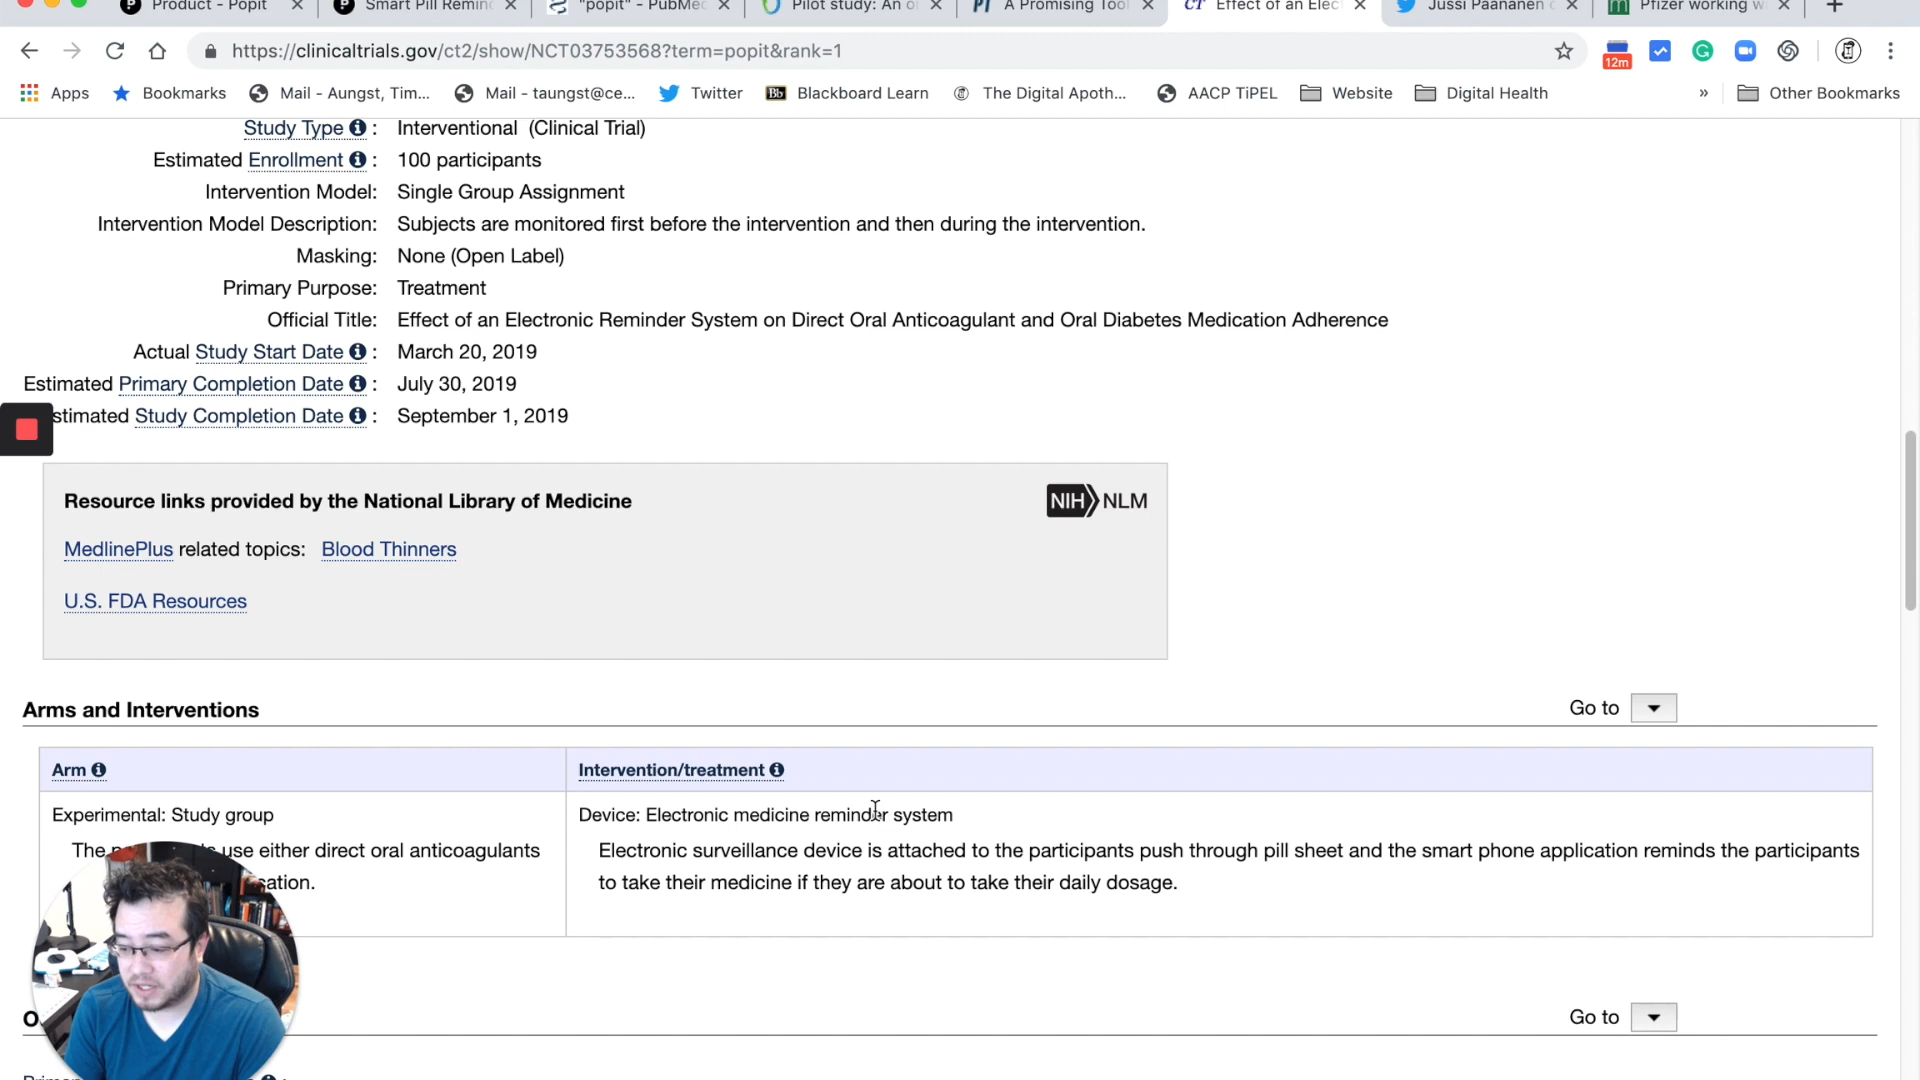 Product - Popit
Smart Pill Remin
"popit" - PubMed
Pilot study: An o
A Promising Tool
CT Effect of an Elec
Jussi Paananen
Pfizer working w
https://clinicaltrials.gov/ct2/show/NCT03753568?term=popit&rank=1
12m
Apps
Bookmarks
Mail - Aungst, Tim...
Mail - taungst@ce...
Twitter
Bb Blackboard Learn
The Digital Apoth...
AACP TiPEL
Website
Digital Health
»
Other Bookmarks
Study Type : Interventional (Clinical Trial)
Estimated Enrollment : 100 participants
Intervention Model: Single Group Assignment
Intervention Model Description: Subjects are monitored first before the intervention and then during the intervention.
Masking: None (Open Label)
Primary Purpose: Treatment
Official Title: Effect of an Electronic Reminder System on Direct Oral Anticoagulant and Oral Diabetes Medication Adherence
Actual Study Start Date : March 20, 2019
Estimated Primary Completion Date : July 30, 2019
stimated Study Completion Date : September 1, 2019
Resource links provided by the National Library of Medicine
NIH NLM
MedlinePlus related topics: Blood Thinners
U.S. FDA Resources
Arms and Interventions
Go to
Arm
Intervention/treatment
Experimental: Study group
The use either direct oral anticoagulants
sation.
Device: Electronic medicine reminder system
Electronic surveillance device is attached to the participants push through pill sheet and the smart phone application reminds the participants
to take their medicine if they are about to take their daily dosage.
O
Go to